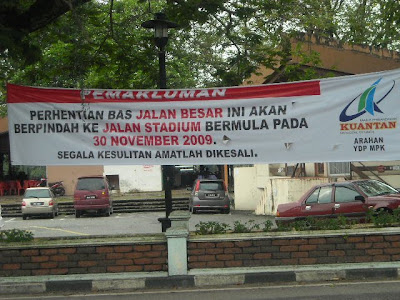 PEMAKLUMAN
PERHENTIAN BAS JALAN BESAR INI AKAN
BERPINDAH KE JALAN STADIUM BERMULA PADA
30 NOVEMBER 2009.
SEGALA KESULITAN AMATLAH DIKESALI.
KUANTAN
ARAHAN
YDP MPK